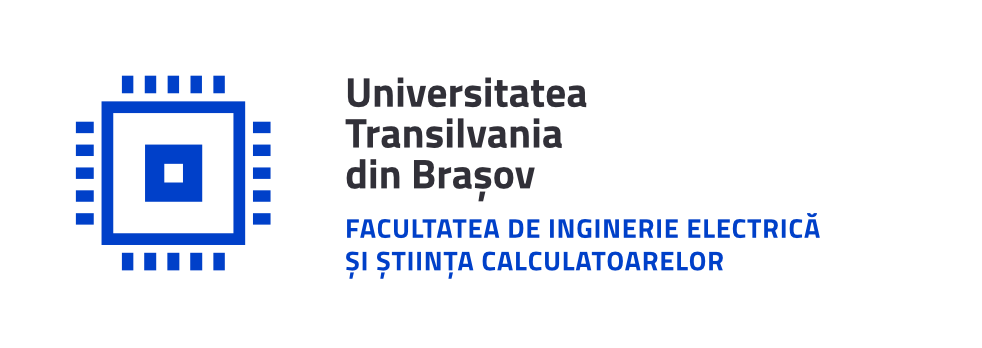 Universitatea
Transilvania
din Brașov
FACULTATEA DE INGINERIE ELECTRICĂ
ȘI ȘTIINȚA CALCULATOARELOR